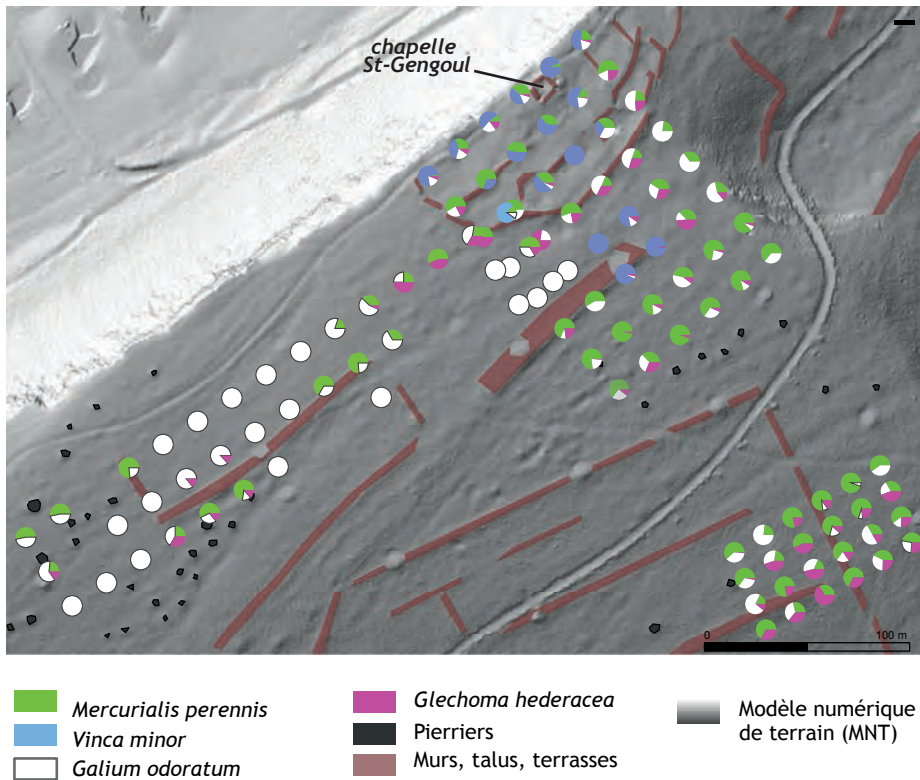 chapelle
St-Gengoul
0 100 m
Mercurialis perennis
Vinca minor
Galium odoratum
Glechoma hederacea
Pierriers
Murs, talus, terrasses
Modèle numérique
de terrain (MNT)